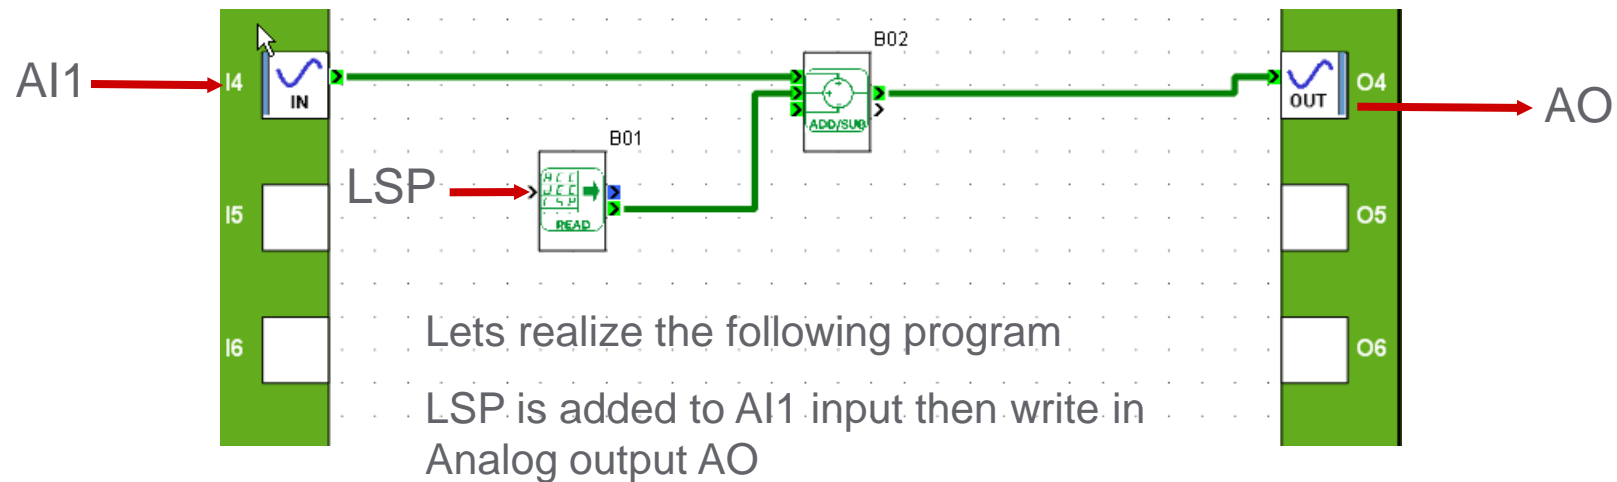 B02
AI1
I4
IN
ADD/SUB
OUT
O4
AO
B01
LSP
READ
I5
O5
Lets realize the following program
I6
O6
LSP is added to AI1 input then write in
Analog output AO